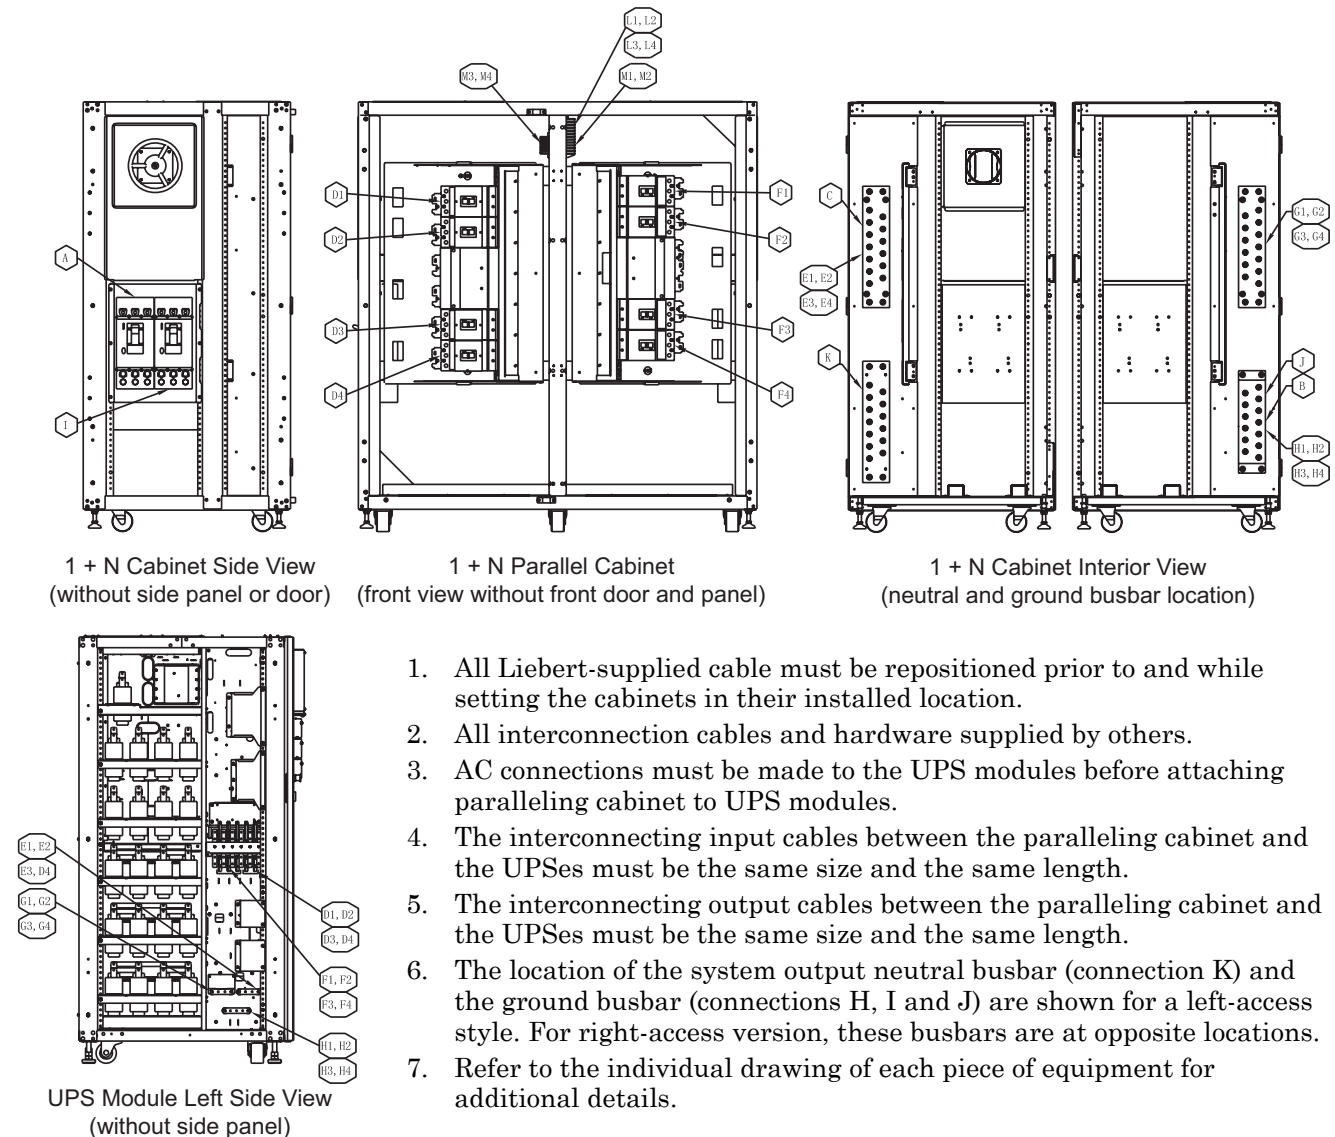 L1, L2
L3, L4
M3, M4
M1, M2
A
I
1 + N Cabinet Side View
(without side panel or door)
D1
D2
D3
D4
F1
F2
F3
F4
1 + N Parallel Cabinet
(front view without front door and panel)
C
E1, E2
E3, E4
K
G1, G2
G3, G4
J
B
H1, H2
H3, H4
1 + N Cabinet Interior View
(neutral and ground busbar location)
E1, E2
E3, D4
G1, G2
G3, G4
D1, D2
D3, D4
F1, F2
F3, F4
H1, H2
H3, H4
UPS Module Left Side View
(without side panel)
1. All Liebert-supplied cable must be repositioned prior to and while
setting the cabinets in their installed location.
2. All interconnection cables and hardware supplied by others.
3. AC connections must be made to the UPS modules before attaching
paralleling cabinet to UPS modules.
4. The interconnecting input cables between the paralleling cabinet and
the UPSes must be the same size and the same length.
5. The interconnecting output cables between the paralleling cabinet and
the UPSes must be the same size and the same length.
6. The location of the system output neutral busbar (connection K) and
the ground busbar (connections H, I and J) are shown for a left-access
style. For right-access version, these busbars are at opposite locations.
7. Refer to the individual drawing of each piece of equipment for
additional details.